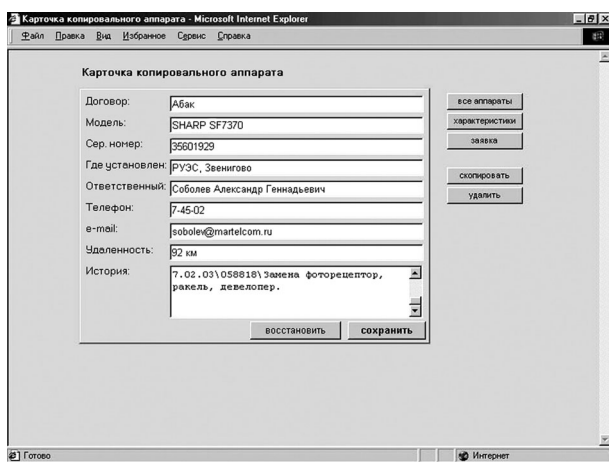 Карточка копировального аппарата - Microsoft Internet Explorer
Файл Правка Вид Избранное Сервис Справка
Карточка копировального аппарата
Договор: Абак
Модель: SHARP SF7370
Сер. номер: 35601929
Где установлен: РУЭС, Звенигово
Ответственный: Соболев Александр Геннадьевич
Телефон: 7-45-02
e-mail: sobolev@martelcom.ru
Удаленность: 92 км
История: 7.02.03\058818\Замена фоторецептор,
ракель, девелопер.
восстановить сохранить
все аппараты
характеристики
заявка
скопировать
удалить
Готово Интернет